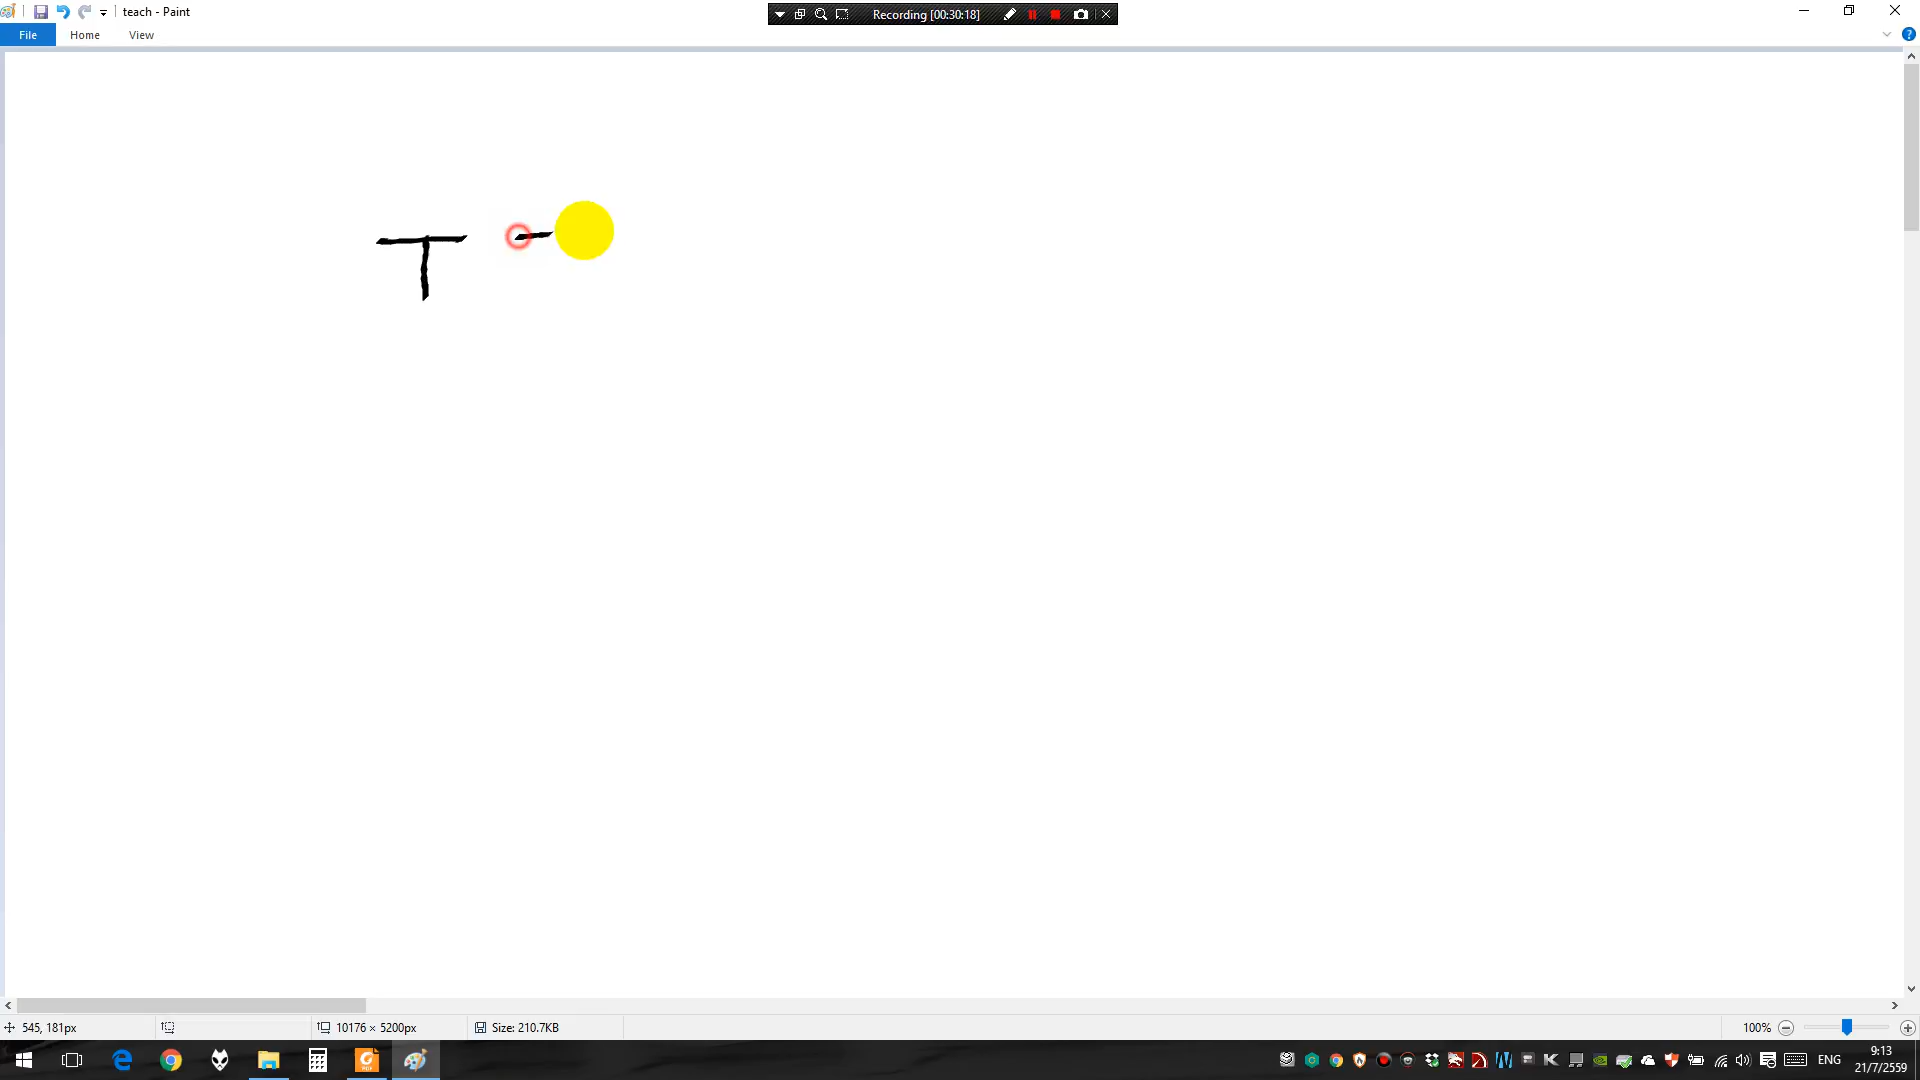 teach - Paint
Recording [00:30:18]
File Home View
?
T -
545, 181px
10176 × 5200px
Size: 210.7KB
100%
ENG
9:13
21/7/2559